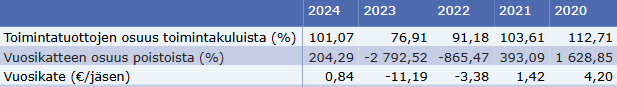 2024 2023 2022 2021 2020
Toimintatuottojen osuus toimintakuluista (%) 101,07 76,91 91,18 103,61 112,71
Vuosikatteen osuus poistoista (%) 204,29 -2 792,52 -865,47 393,09 1 628,85
Vuosikate (€/jäsen) 0,84 -11,19 -3,38 1,42 4,20